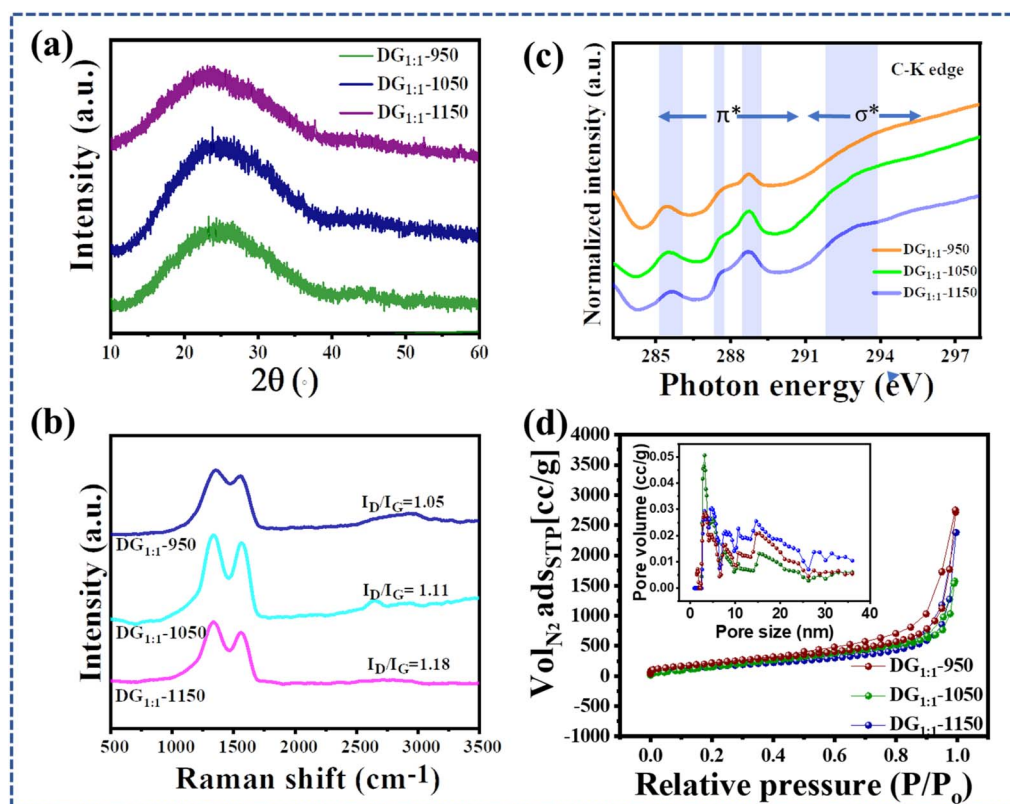 (a)
DG1:1-950
DG1:1-1050
DG1:1-1150
Intensity (a.u.)
10 20 30 40 50 60
2θ (◦)
(c)
C-K edge
π* σ*
Normalized intensity
DG1:1-950
DG1:1-1050
DG1:1-1150
285 288 291 294 297
Photon energy (eV)
(b)
Intensity (a.u.)
ID/IG=1.05
DG1:1-950
ID/IG=1.11
DG1:1-1050
ID/IG=1.18
DG1:1-1150
500 1000 1500 2000 2500 3000 3500
Raman shift (cm-1)
(d)
VolN2 adsSTP[cc/g]
4000
3500
3000
2500
2000
1500
1000
500
0
-500
-1000
Pore volume (cc/g)
0.05
0.04
0.03
0.02
0.01
0.00
0 10 20 30 40
Pore size (nm)
DG1:1-950
DG1:1-1050
DG1:1-1150
0.0 0.2 0.4 0.6 0.8 1.0
Relative pressure (P/Po)